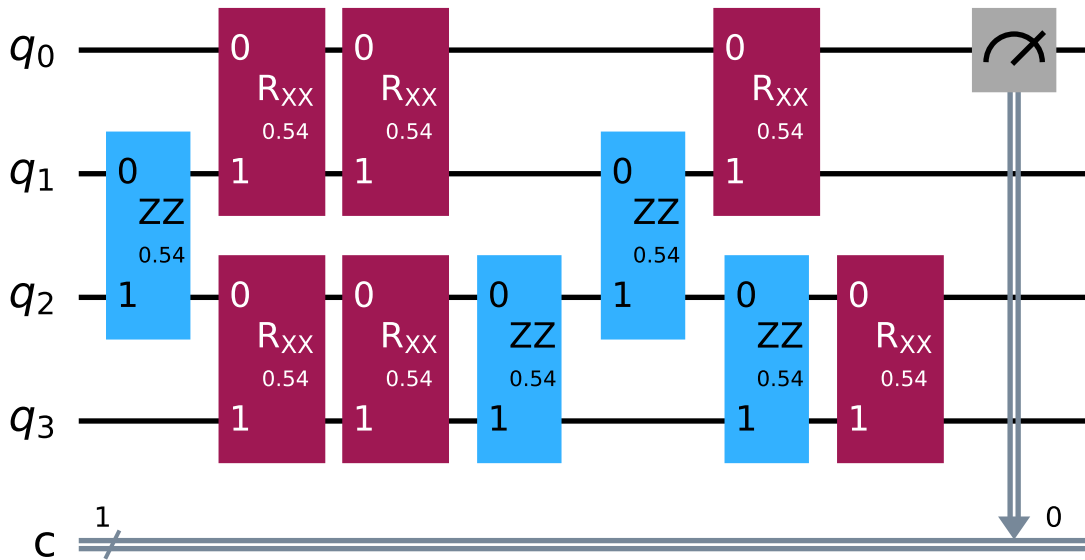 q0 0 0 0
RXX RXX RXX
0.54 0.54 0.54
q1 0 1 1 0 1
ZZ ZZ
0.54 0.54
q2 1 0 0 0 1 0 0
RXX RXX ZZ ZZ RXX
0.54 0.54 0.54 0.54 0.54
q3 1 1 1 1 1
1 0
c